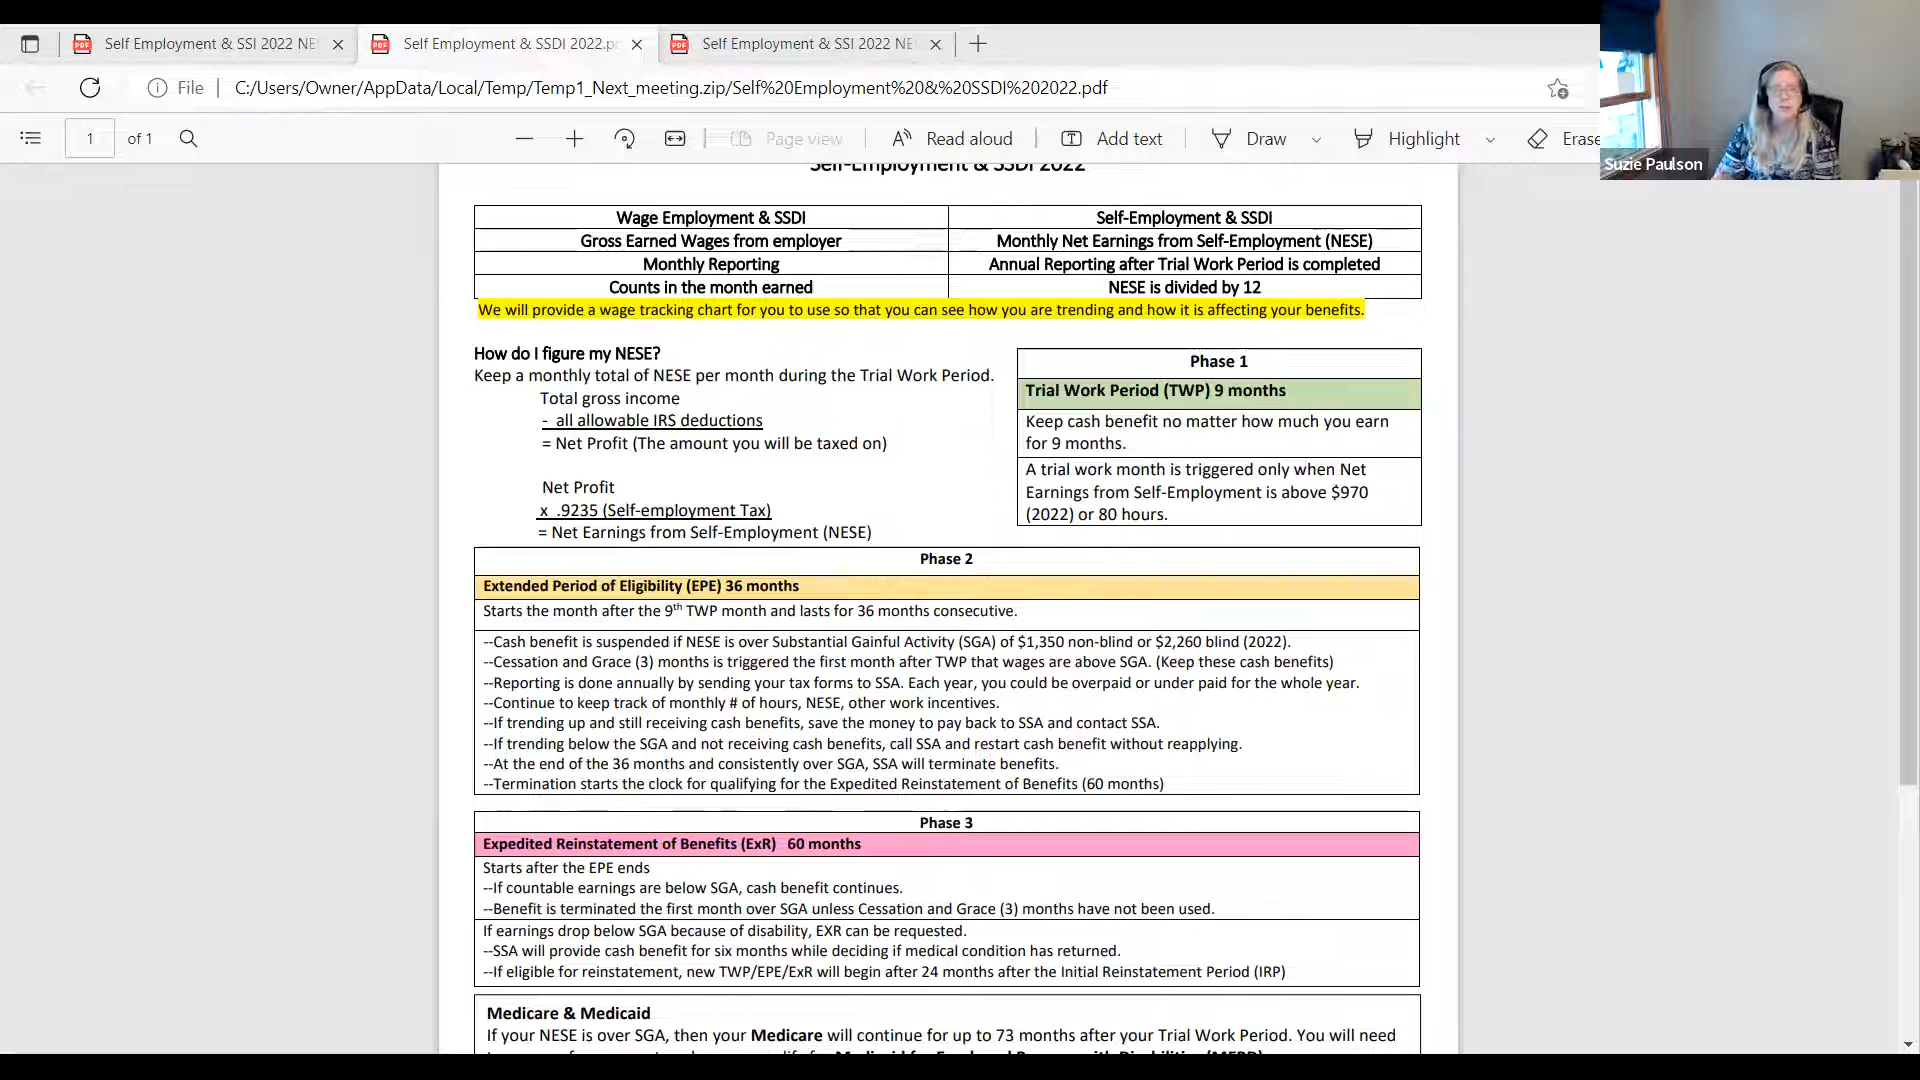 Self Employment & SSI 2022 NE
Self Employment & SSDI 2022.p
Self Employment & SSI 2022 NE
File
C:/Users/Owner/AppData/Local/Temp/Temp1_Next_meeting.zip/Self%20Employment%20&%20SSDI%202022.pdf
1 of 1
Page view
Read aloud
Add text
Draw
Highlight
Erase
Suzie Paulson
Self-Employment & SSDI 2022
Wage Employment & SSDI Self-Employment & SSDI
Gross Earned Wages from employer Monthly Net Earnings from Self-Employment (NESE)
Monthly Reporting Annual Reporting after Trial Work Period is completed
Counts in the month earned NESE is divided by 12
We will provide a wage tracking chart for you to use so that you can see how you are trending and how it is affecting your benefits.
How do I figure my NESE?
Keep a monthly total of NESE per month during the Trial Work Period.
Total gross income
- all allowable IRS deductions
= Net Profit (The amount you will be taxed on)
Net Profit
x .9235 (Self-employment Tax)
= Net Earnings from Self-Employment (NESE)
Phase 1
Trial Work Period (TWP) 9 months
Keep cash benefit no matter how much you earn
for 9 months.
A trial work month is triggered only when Net
Earnings from Self-Employment is above $970
(2022) or 80 hours.
Phase 2
Extended Period of Eligibility (EPE) 36 months
Starts the month after the 9th TWP month and lasts for 36 months consecutive.
--Cash benefit is suspended if NESE is over Substantial Gainful Activity (SGA) of $1,350 non-blind or $2,260 blind (2022).
--Cessation and Grace (3) months is triggered the first month after TWP that wages are above SGA. (Keep these cash benefits)
--Reporting is done annually by sending your tax forms to SSA. Each year, you could be overpaid or under paid for the whole year.
--Continue to keep track of monthly # of hours, NESE, other work incentives.
--If trending up and still receiving cash benefits, save the money to pay back to SSA and contact SSA.
--If trending below the SGA and not receiving cash benefits, call SSA and restart cash benefit without reapplying.
--At the end of the 36 months and consistently over SGA, SSA will terminate benefits.
--Termination starts the clock for qualifying for the Expedited Reinstatement of Benefits (60 months)
Phase 3
Expedited Reinstatement of Benefits (ExR) 60 months
Starts after the EPE ends
--If countable earnings are below SGA, cash benefit continues.
--Benefit is terminated the first month over SGA unless Cessation and Grace (3) months have not been used.
If earnings drop below SGA because of disability, EXR can be requested.
--SSA will provide cash benefit for six months while deciding if medical condition has returned.
--If eligible for reinstatement, new TWP/EPE/ExR will begin after 24 months after the Initial Reinstatement Period (IRP)
Medicare & Medicaid
If your NESE is over SGA, then your Medicare will continue for up to 73 months after your Trial Work Period. You will need